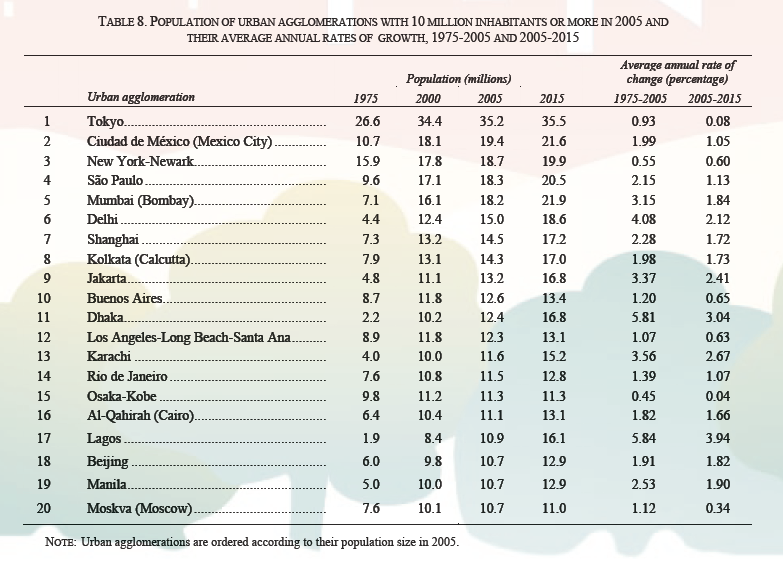 TABLE 8. POPULATION OF URBAN AGGLOMERATIONS WITH 10 MILLION INHABITANTS OR MORE IN 2005 AND
THEIR AVERAGE ANNUAL RATES OF GROWTH, 1975-2005 AND 2005-2015
Population (millions) Average annual rate of change (percentage)
Urban agglomeration 1975 2000 2005 2015 1975-2005 2005-2015
1 Tokyo 26.6 34.4 35.2 35.5 0.93 0.08
2 Ciudad de México (Mexico City) 10.7 18.1 19.4 21.6 1.99 1.05
3 New York-Newark 15.9 17.8 18.7 19.9 0.55 0.60
4 São Paulo 9.6 17.1 18.3 20.5 2.15 1.13
5 Mumbai (Bombay) 7.1 16.1 18.2 21.9 3.15 1.84
6 Delhi 4.4 12.4 15.0 18.6 4.08 2.12
7 Shanghai 7.3 13.2 14.5 17.2 2.28 1.72
8 Kolkata (Calcutta) 7.9 13.1 14.3 17.0 1.98 1.73
9 Jakarta 4.8 11.1 13.2 16.8 3.37 2.41
10 Buenos Aires 8.7 11.8 12.6 13.4 1.20 0.65
11 Dhaka 2.2 10.2 12.4 16.8 5.81 3.04
12 Los Angeles-Long Beach-Santa Ana 8.9 11.8 12.3 13.1 1.07 0.63
13 Karachi 4.0 10.0 11.6 15.2 3.56 2.67
14 Rio de Janeiro 7.6 10.8 11.5 12.8 1.39 1.07
15 Osaka-Kobe 9.8 11.2 11.3 11.3 0.45 0.04
16 Al-Qahirah (Cairo) 6.4 10.4 11.1 13.1 1.82 1.66
17 Lagos 1.9 8.4 10.9 16.1 5.84 3.94
18 Beijing 6.0 9.8 10.7 12.9 1.91 1.82
19 Manila 5.0 10.0 10.7 12.9 2.53 1.90
20 Moskva (Moscow) 7.6 10.1 10.7 11.0 1.12 0.34
NOTE: Urban agglomerations are ordered according to their population size in 2005.